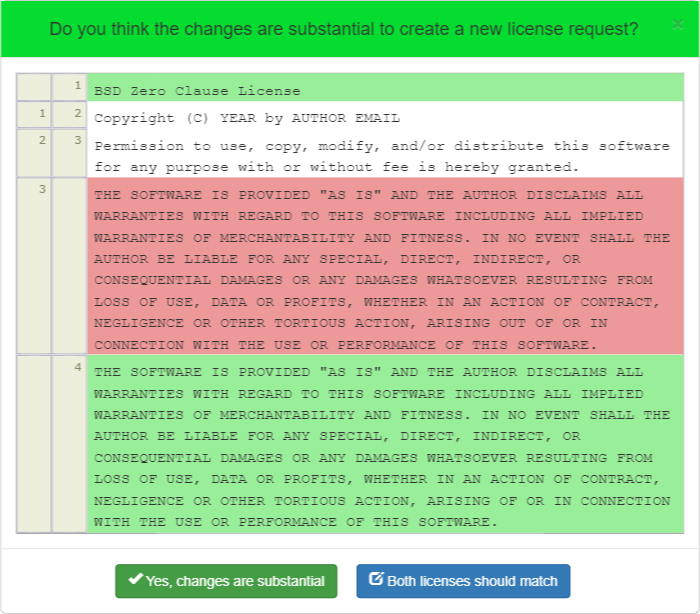 Do you think the changes are substantial to create a new license request? ×
1 BSD Zero Clause License
1 2 Copyright (C) YEAR by AUTHOR EMAIL
2 3 Permission to use, copy, modify, and/or distribute this software
for any purpose with or without fee is hereby granted.
3 THE SOFTWARE IS PROVIDED "AS IS" AND THE AUTHOR DISCLAIMS ALL
WARRANTIES WITH REGARD TO THIS SOFTWARE INCLUDING ALL IMPLIED
WARRANTIES OF MERCHANTABILITY AND FITNESS. IN NO EVENT SHALL THE
AUTHOR BE LIABLE FOR ANY SPECIAL, DIRECT, INDIRECT, OR
CONSEQUENTIAL DAMAGES OR ANY DAMAGES WHATSOEVER RESULTING FROM
LOSS OF USE, DATA OR PROFITS, WHETHER IN AN ACTION OF CONTRACT,
NEGLIGENCE OR OTHER TORTIOUS ACTION, ARISING OUT OF OR IN
CONNECTION WITH THE USE OR PERFORMANCE OF THIS SOFTWARE.
4 THE SOFTWARE IS PROVIDED "AS IS" AND THE AUTHOR DISCLAIMS ALL
WARRANTIES WITH REGARD TO THIS SOFTWARE INCLUDING ALL IMPLIED
WARRANTIES OF MERCHANTABILITY AND FITNESS. IN NO EVENT SHALL THE
AUTHOR BE LIABLE FOR ANY SPECIAL, DIRECT, INDIRECT, OR
CONSEQUENTIAL DAMAGES OR ANY DAMAGES WHATSOEVER RESULTING FROM
LOSS OF USE, DATA OR PROFITS, WHETHER IN AN ACTION OF CONTRACT,
NEGLIGENCE OR OTHER TORTIOUS ACTION, ARISING OF OR IN CONNECTION
WITH THE USE OR PERFORMANCE OF THIS SOFTWARE.
Yes, changes are substantial Both licenses should match